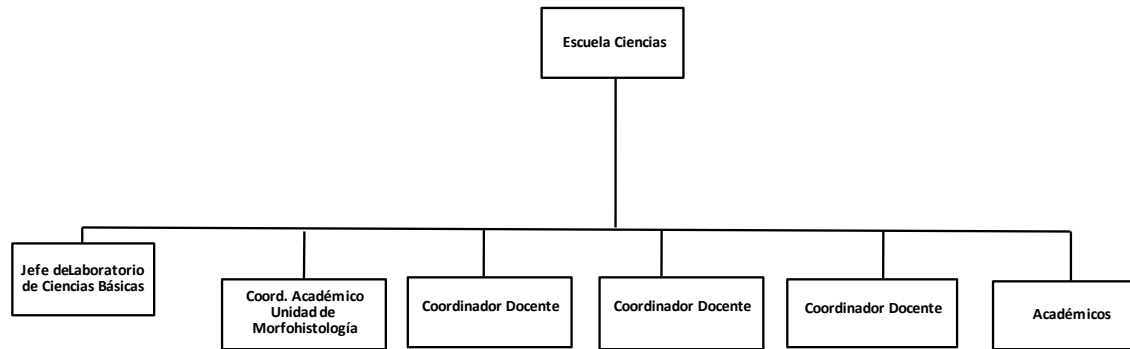 Escuela Ciencias
Jefe deLaboratorio
de Ciencias Básicas
Coord. Académico
Unidad de
Morfohistología
Coordinador Docente
Coordinador Docente
Coordinador Docente
Académicos